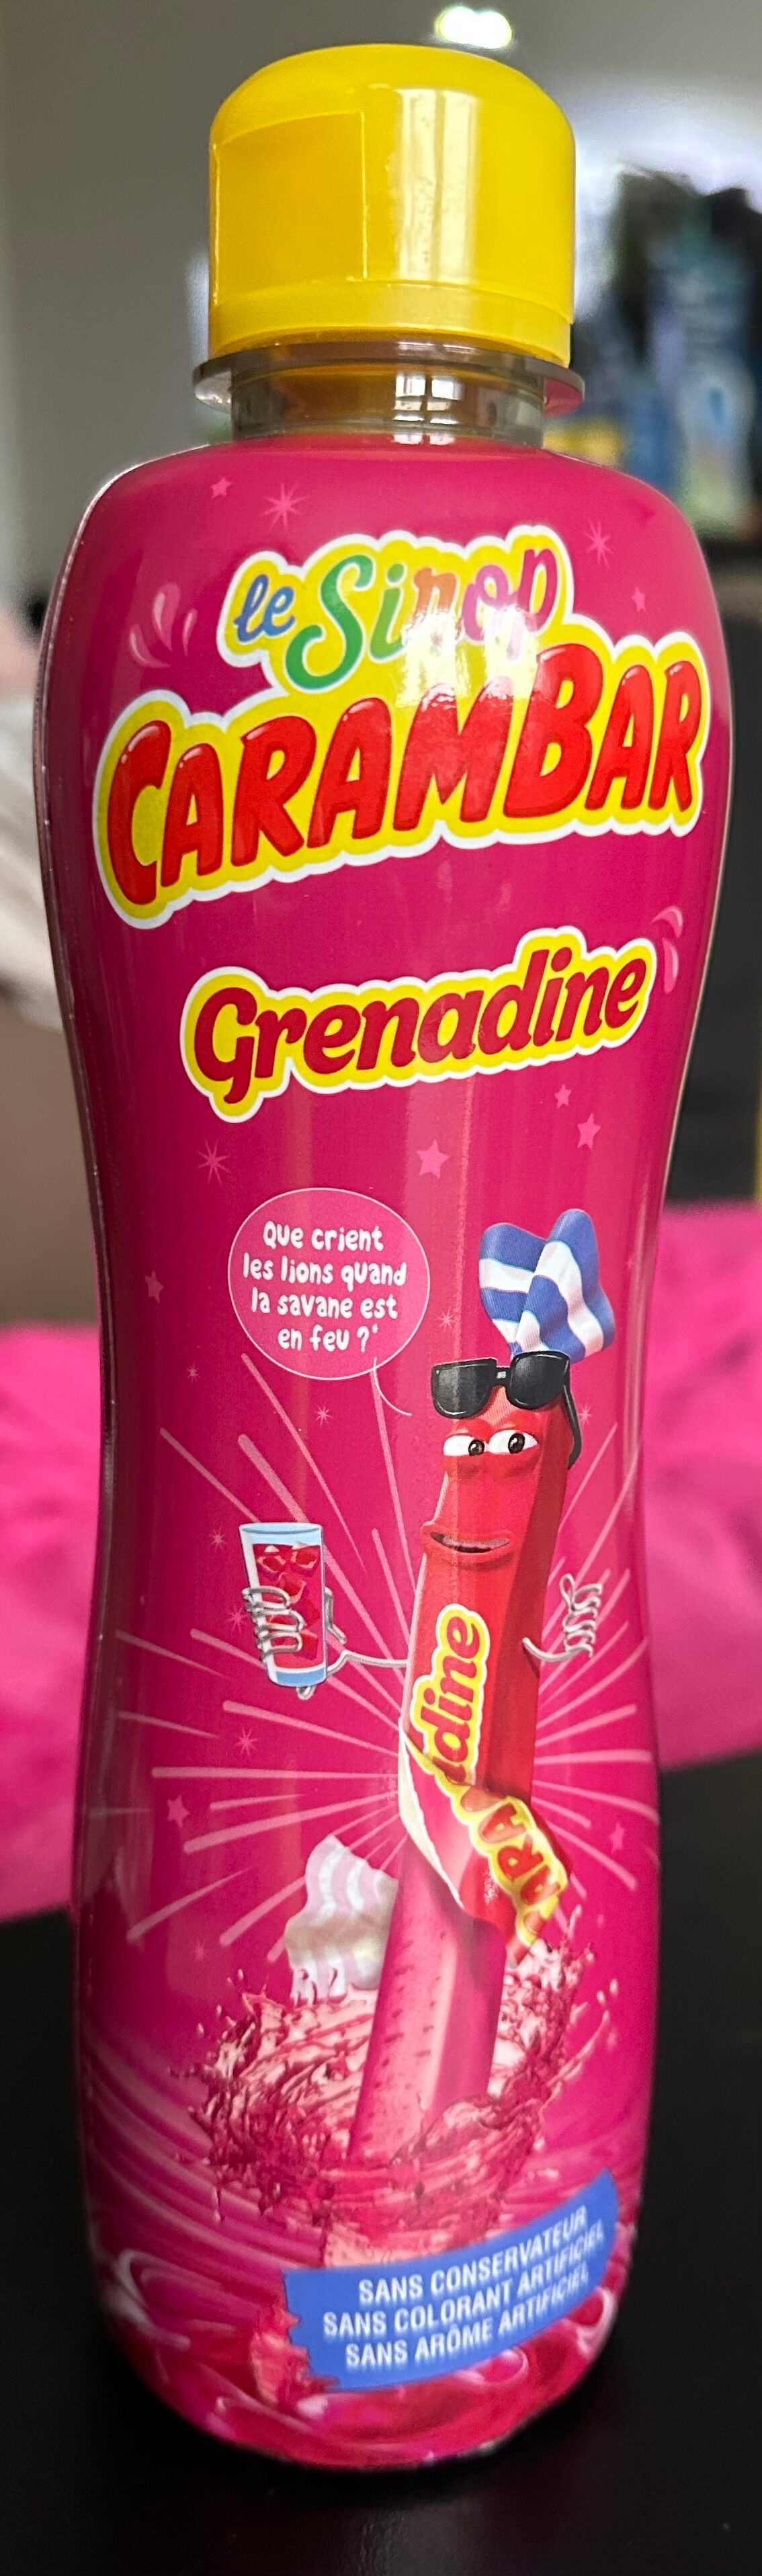 le Sirop
CARAMBAR
Grenadine
Que crient
les lions quand
la savane est
en feu ?*
dine
CARA
SANS CONSERVATEUR
SANS COLORANT ARTIFICIEL
SANS ARÔME ARTIFICIEL